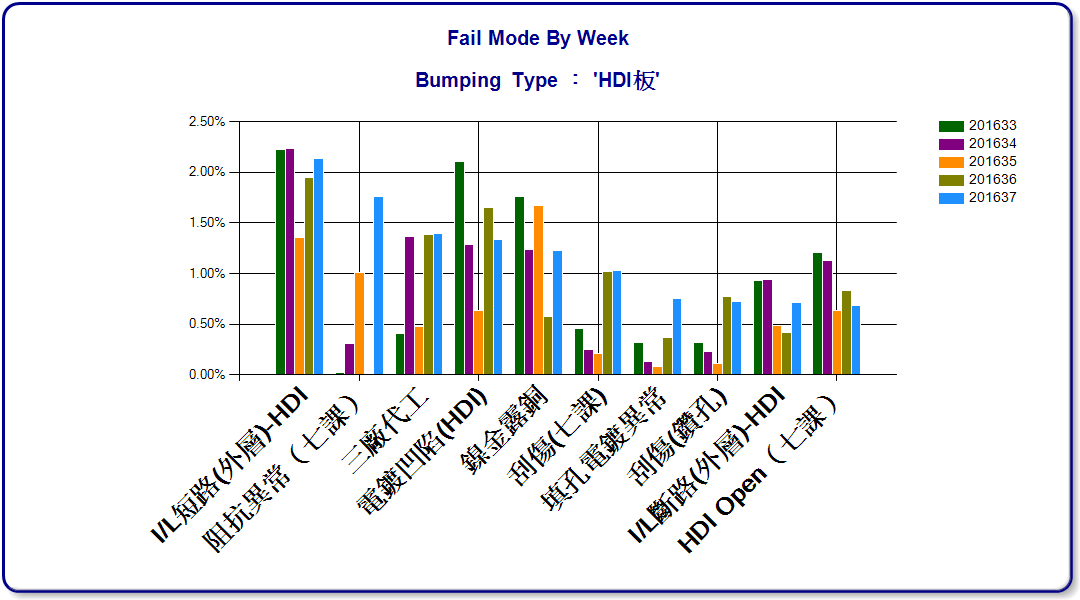 Fail Mode By Week
Bumping Type : 'HDI板'
2.50%
2.00%
1.50%
1.00%
0.50%
0.00%
201633
201634
201635
201636
201637
I/L短路(外層)-HDI
阻抗異常（七課）
三廠代工
電鍍凹陷(HDI)
鎳金露銅
刮傷(七課)
填孔電鍍異常
刮傷(鑽孔)
I/L斷路(外層)-HDI
HDI Open（七課）